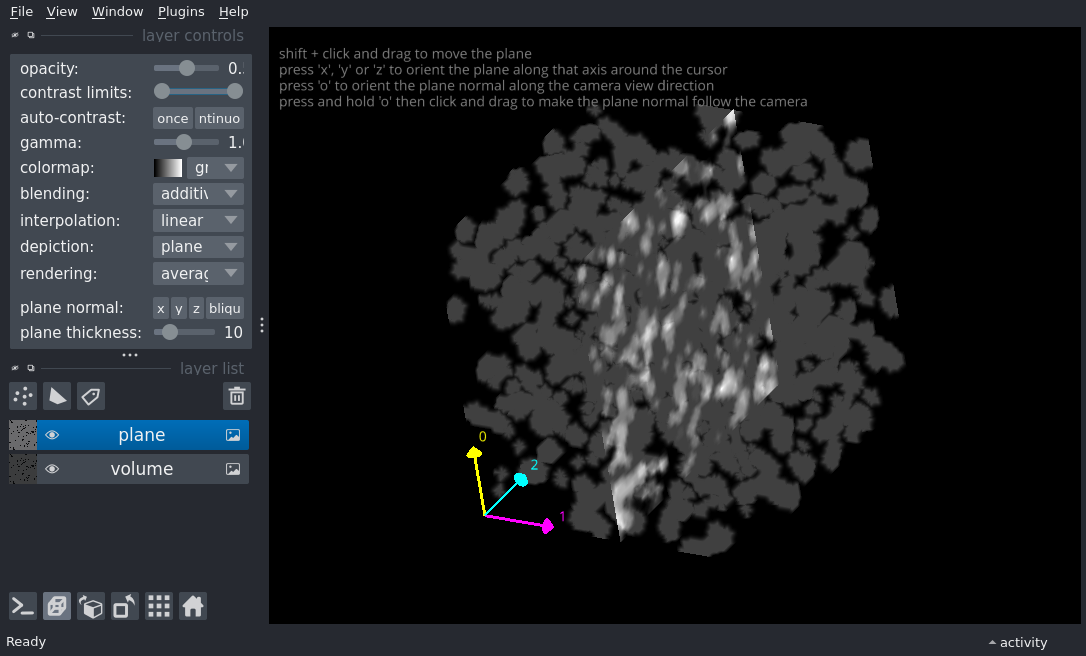 File View Window Plugins Help
layer controls
opacity: 0.
contrast limits:
auto-contrast: once ntinuo
gamma: 1.0
colormap: gr
blending: additiv
interpolation: linear
depiction: plane
rendering: averag
plane normal: x y z bliqu
plane thickness: 10
layer list
plane
volume
shift + click and drag to move the plane
press 'x', 'y' or 'z' to orient the plane along that axis around the cursor
press 'o' to orient the plane normal along the camera view direction
press and hold 'o' then click and drag to make the plane normal follow the camera
0
2
1
Ready
activity